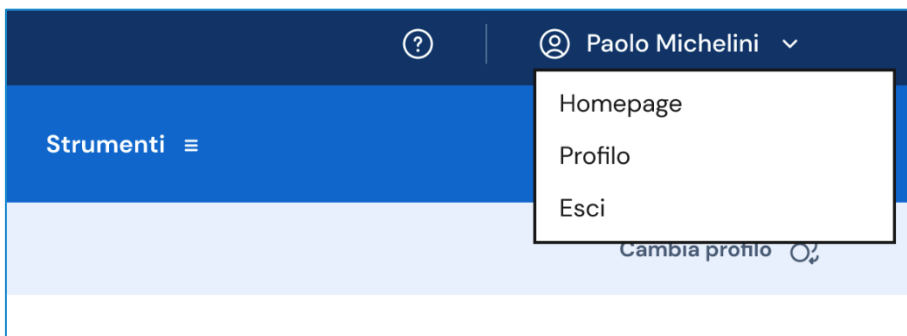 Paolo Michelini
Homepage
Strumenti
Profilo
Esci
Cambia profilo